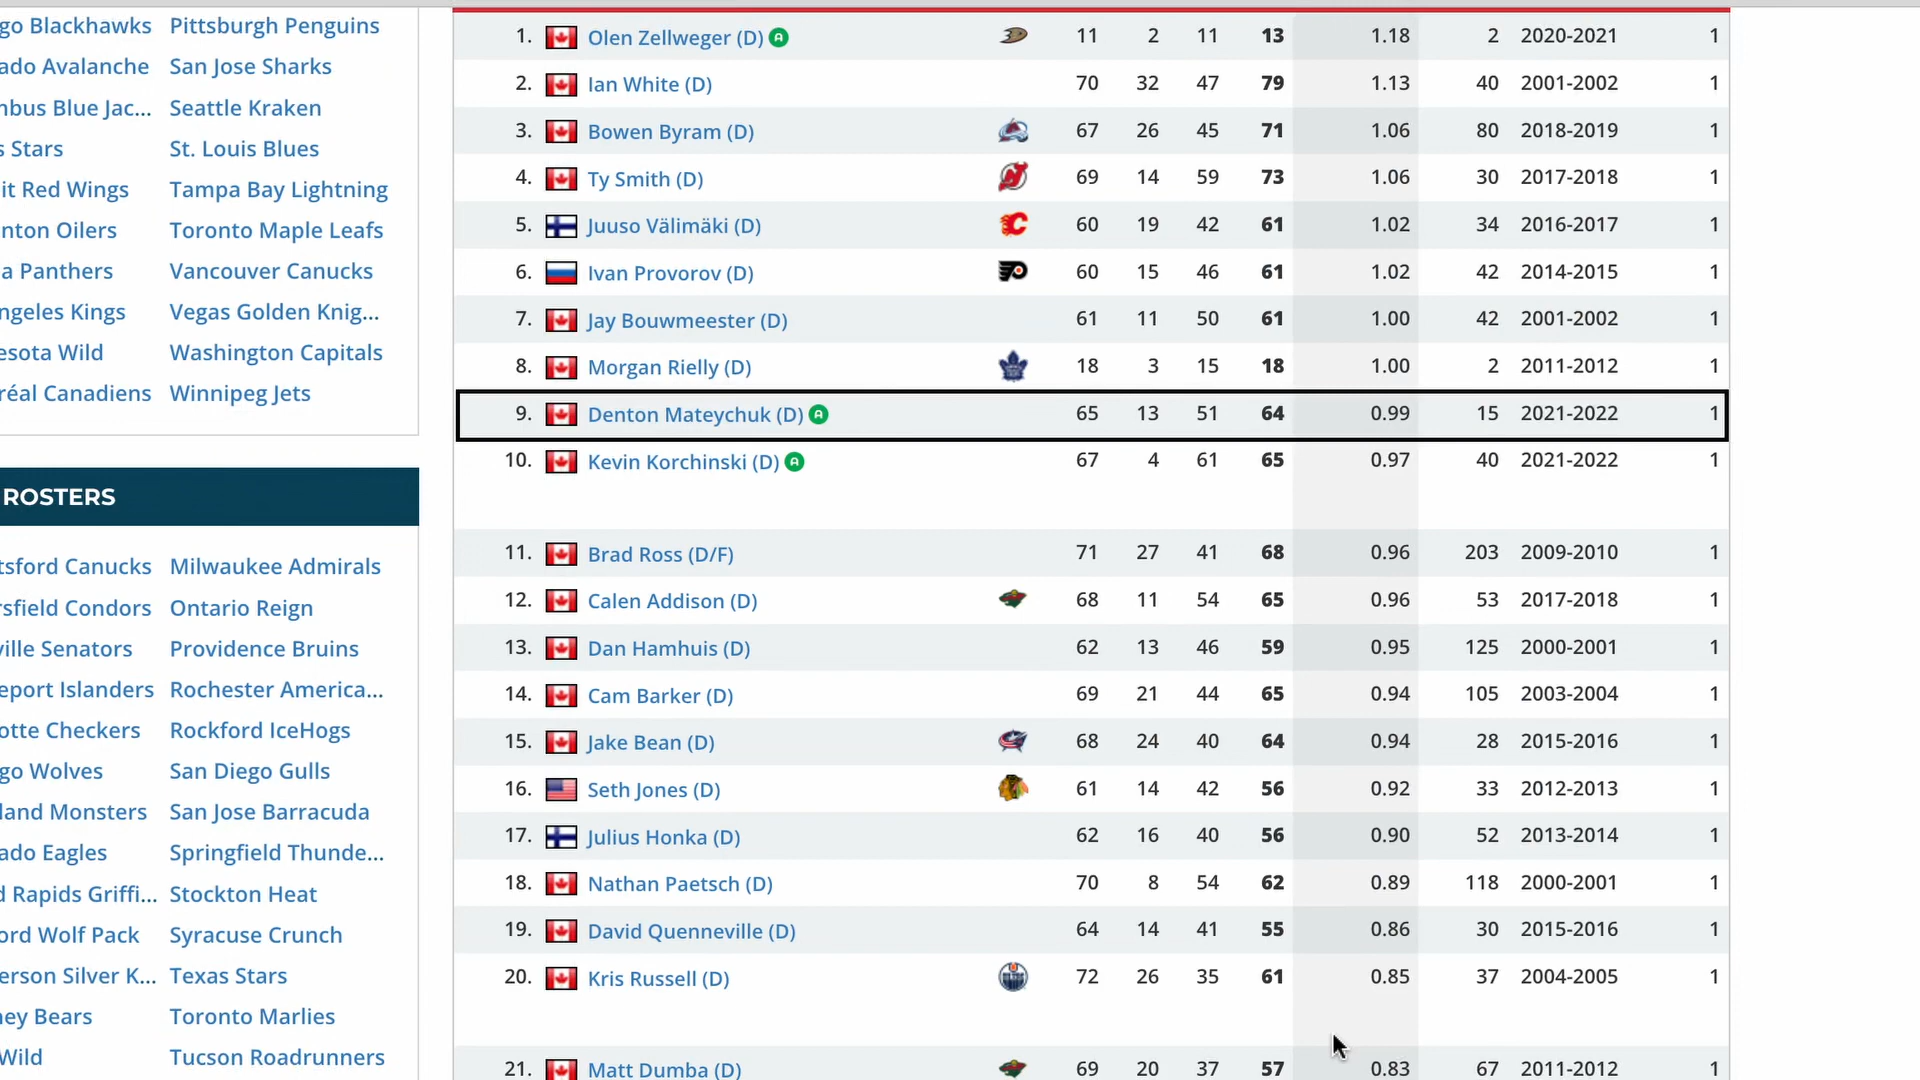 go Blackhawks Pittsburgh Penguins
ado Avalanche San Jose Sharks
nbus Blue Jac... Seattle Kraken
s Stars St. Louis Blues
it Red Wings Tampa Bay Lightning
nton Oilers Toronto Maple Leafs
a Panthers Vancouver Canucks
ngeles Kings Vegas Golden Knig...
esota Wild Washington Capitals
réal Canadiens Winnipeg Jets
ROSTERS
tsford Canucks Milwaukee Admirals
rsfield Condors Ontario Reign
ville Senators Providence Bruins
eport Islanders Rochester America...
otte Checkers Rockford IceHogs
go Wolves San Diego Gulls
land Monsters San Jose Barracuda
ado Eagles Springfield Thunde...
d Rapids Griffi... Stockton Heat
ord Wolf Pack Syracuse Crunch
erson Silver K... Texas Stars
ney Bears Toronto Marlies
Wild Tucson Roadrunners
1. Olen Zellweger (D) A 11 2 11 13 1.18 2 2020-2021 1
2. Ian White (D) 70 32 47 79 1.13 40 2001-2002 1
3. Bowen Byram (D) 67 26 45 71 1.06 80 2018-2019 1
4. Ty Smith (D) 69 14 59 73 1.06 30 2017-2018 1
5. Juuso Välimäki (D) 60 19 42 61 1.02 34 2016-2017 1
6. Ivan Provorov (D) 60 15 46 61 1.02 42 2014-2015 1
7. Jay Bouwmeester (D) 61 11 50 61 1.00 42 2001-2002 1
8. Morgan Rielly (D) 18 3 15 18 1.00 2 2011-2012 1
9. Denton Mateychuk (D) A 65 13 51 64 0.99 15 2021-2022 1
10. Kevin Korchinski (D) A 67 4 61 65 0.97 40 2021-2022 1
11. Brad Ross (D/F) 71 27 41 68 0.96 203 2009-2010 1
12. Calen Addison (D) 68 11 54 65 0.96 53 2017-2018 1
13. Dan Hamhuis (D) 62 13 46 59 0.95 125 2000-2001 1
14. Cam Barker (D) 69 21 44 65 0.94 105 2003-2004 1
15. Jake Bean (D) 68 24 40 64 0.94 28 2015-2016 1
16. Seth Jones (D) 61 14 42 56 0.92 33 2012-2013 1
17. Julius Honka (D) 62 16 40 56 0.90 52 2013-2014 1
18. Nathan Paetsch (D) 70 8 54 62 0.89 118 2000-2001 1
19. David Quenneville (D) 64 14 41 55 0.86 30 2015-2016 1
20. Kris Russell (D) 72 26 35 61 0.85 37 2004-2005 1
21. Matt Dumba (D) 69 20 37 57 0.83 67 2011-2012 1